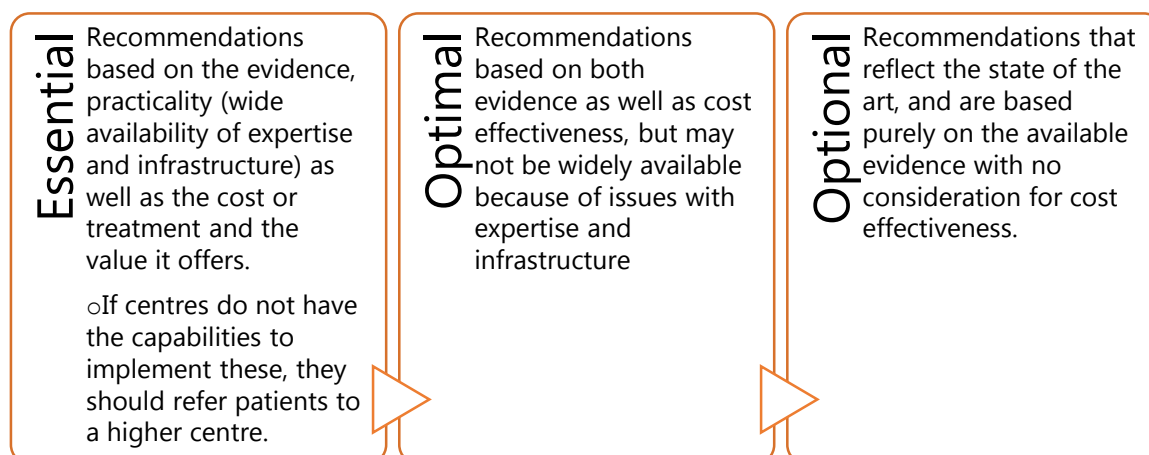 Essential
Recommendations
based on the evidence,
practicality (wide
availability of expertise
and infrastructure) as
well as the cost or
treatment and the
value it offers.
oIf centres do not have
the capabilities to
implement these, they
should refer patients to
a higher centre.
Optimal
Recommendations
based on both
evidence as well as cost
effectiveness, but may
not be widely available
because of issues with
expertise and
infrastructure
Optional
Recommendations that
reflect the state of the
art, and are based
purely on the available
evidence with no
consideration for cost
effectiveness.